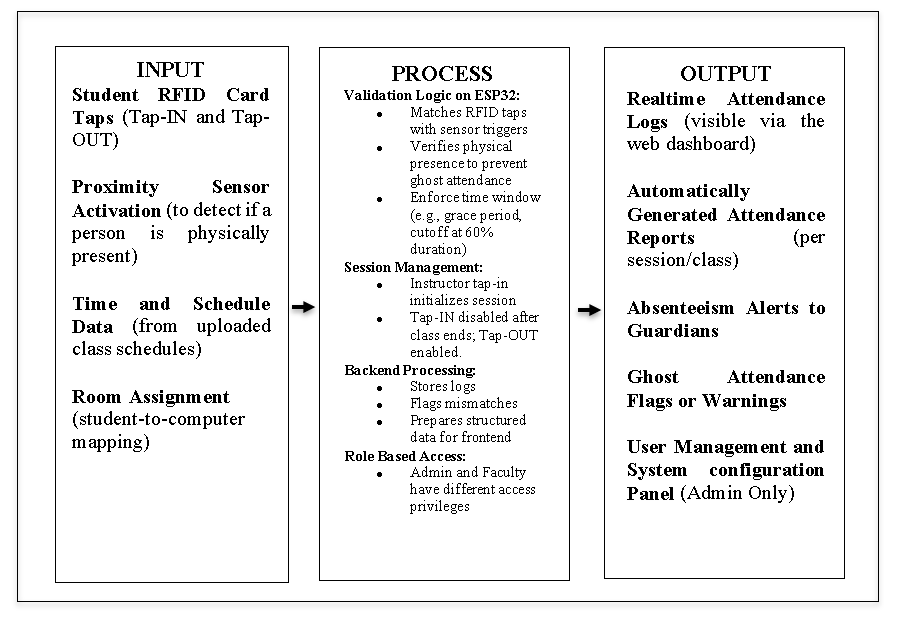 INPUT
Student RFID Card
Taps (Tap-IN and Tap-
OUT)
Proximity Sensor
Activation (to detect if a
person is physically
present)
Time and Schedule
Data (from uploaded
class schedules)
Room Assignment
(student-to-computer
mapping)
PROCESS
Validation Logic on ESP32:
• Matches RFID taps
with sensor triggers
• Verifies physical
presence to prevent
ghost attendance
• Enforce time window
(e.g., grace period,
cutoff at 60%
duration)
Session Management:
• Instructor tap-in
initializes session
• Tap-IN disabled after
class ends; Tap-OUT
enabled.
Backend Processing:
• Stores logs
• Flags mismatches
• Prepares structured
data for frontend
Role Based Access:
• Admin and Faculty
have different access
privileges
OUTPUT
Realtime Attendance
Logs (visible via the
web dashboard)
Automatically
Generated Attendance
Reports (per
session/class)
Absenteeism Alerts to
Guardians
Ghost Attendance
Flags or Warnings
User Management and
System configuration
Panel (Admin Only)